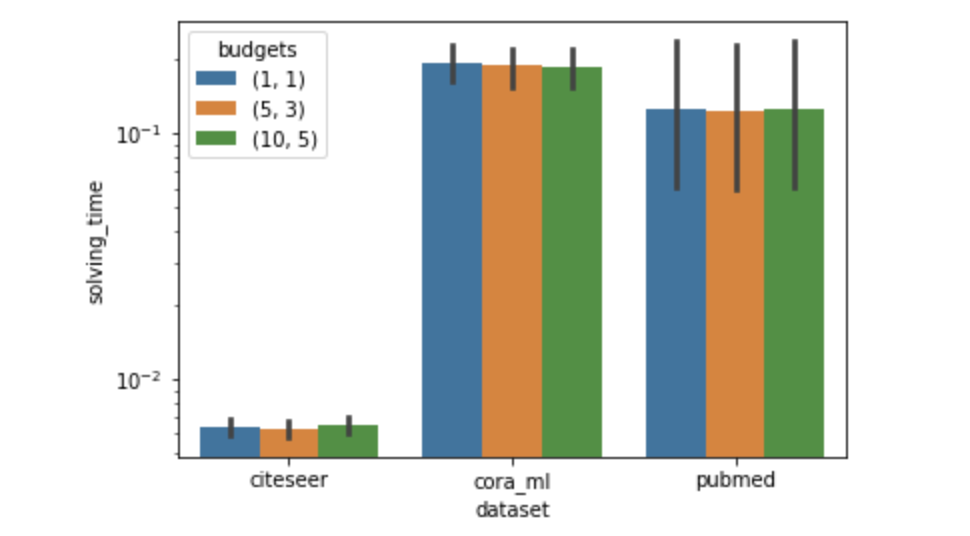 budgets
(1, 1)
(5, 3)
(10, 5)
10⁻¹
10⁻²
solving_time
citeseer
cora_ml
pubmed
dataset